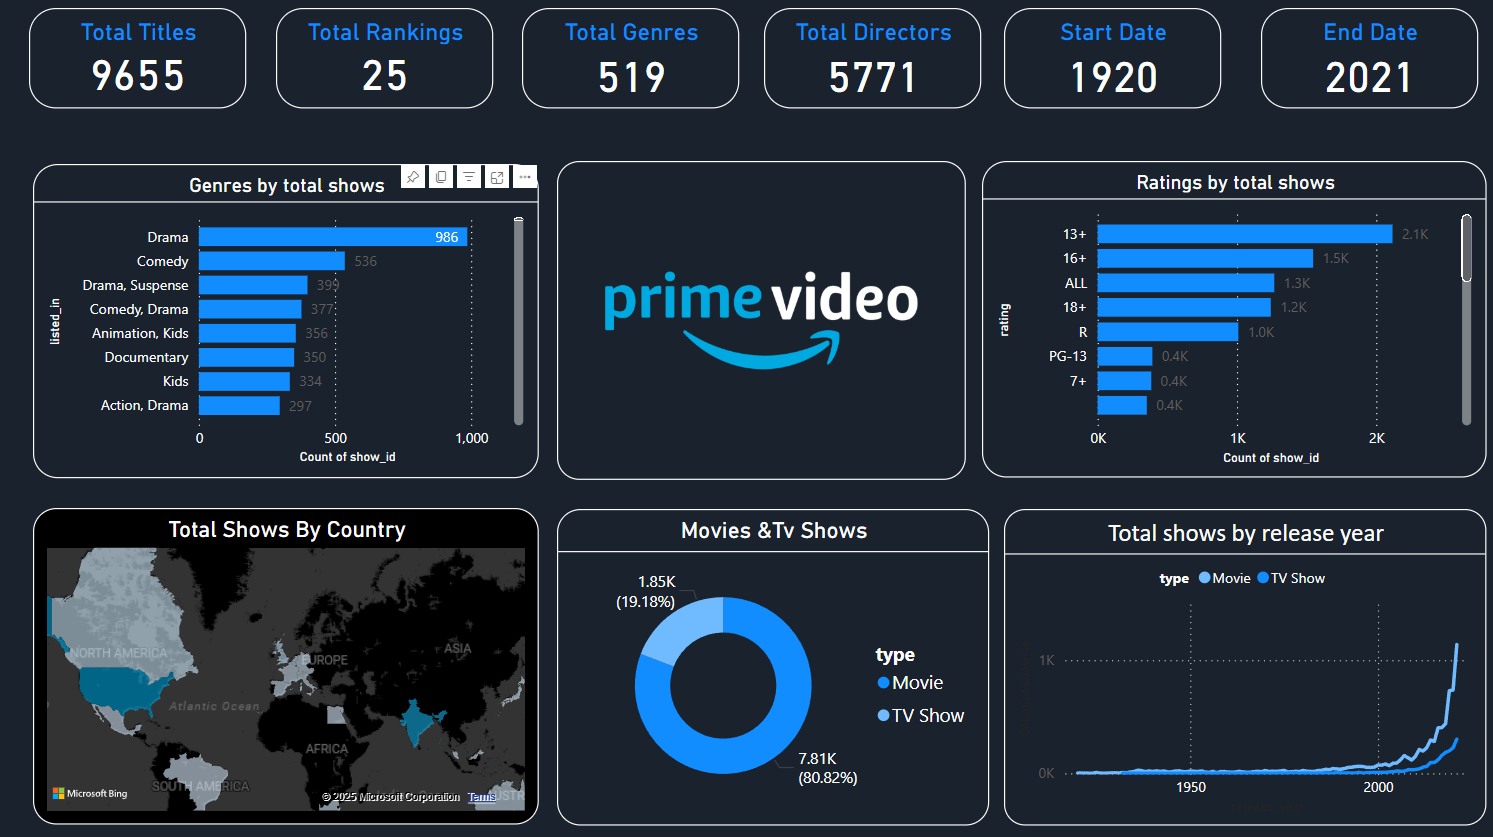 Total Titles
9655
Total Rankings
25
Total Genres
519
Total Directors
5771
Start Date
1920
End Date
2021
Genres by total shows
listed_in
Drama
986
Comedy
536
Drama, Suspense
399
Comedy, Drama
377
Animation, Kids
356
Documentary
350
Kids
334
Action, Drama
297
0
500
1,000
Count of show_id
prime video
Ratings by total shows
rating
13+
2.1K
16+
1.5K
ALL
1.3K
18+
1.2K
R
1.0K
PG-13
0.4K
7+
0.4K
0.4K
0K
1K
2K
Count of show_id
Total Shows By Country
NORTH AMERICA
EUROPE
ASIA
Atlantic Ocean
AFRICA
SOUTH AMERICA
Microsoft Bing
© 2025 Microsoft Corporation Terms
Movies &Tv Shows
1.85K
(19.18%)
7.81K
(80.82%)
type
Movie
TV Show
Total shows by release year
type Movie TV Show
1K
0K
1950
2000